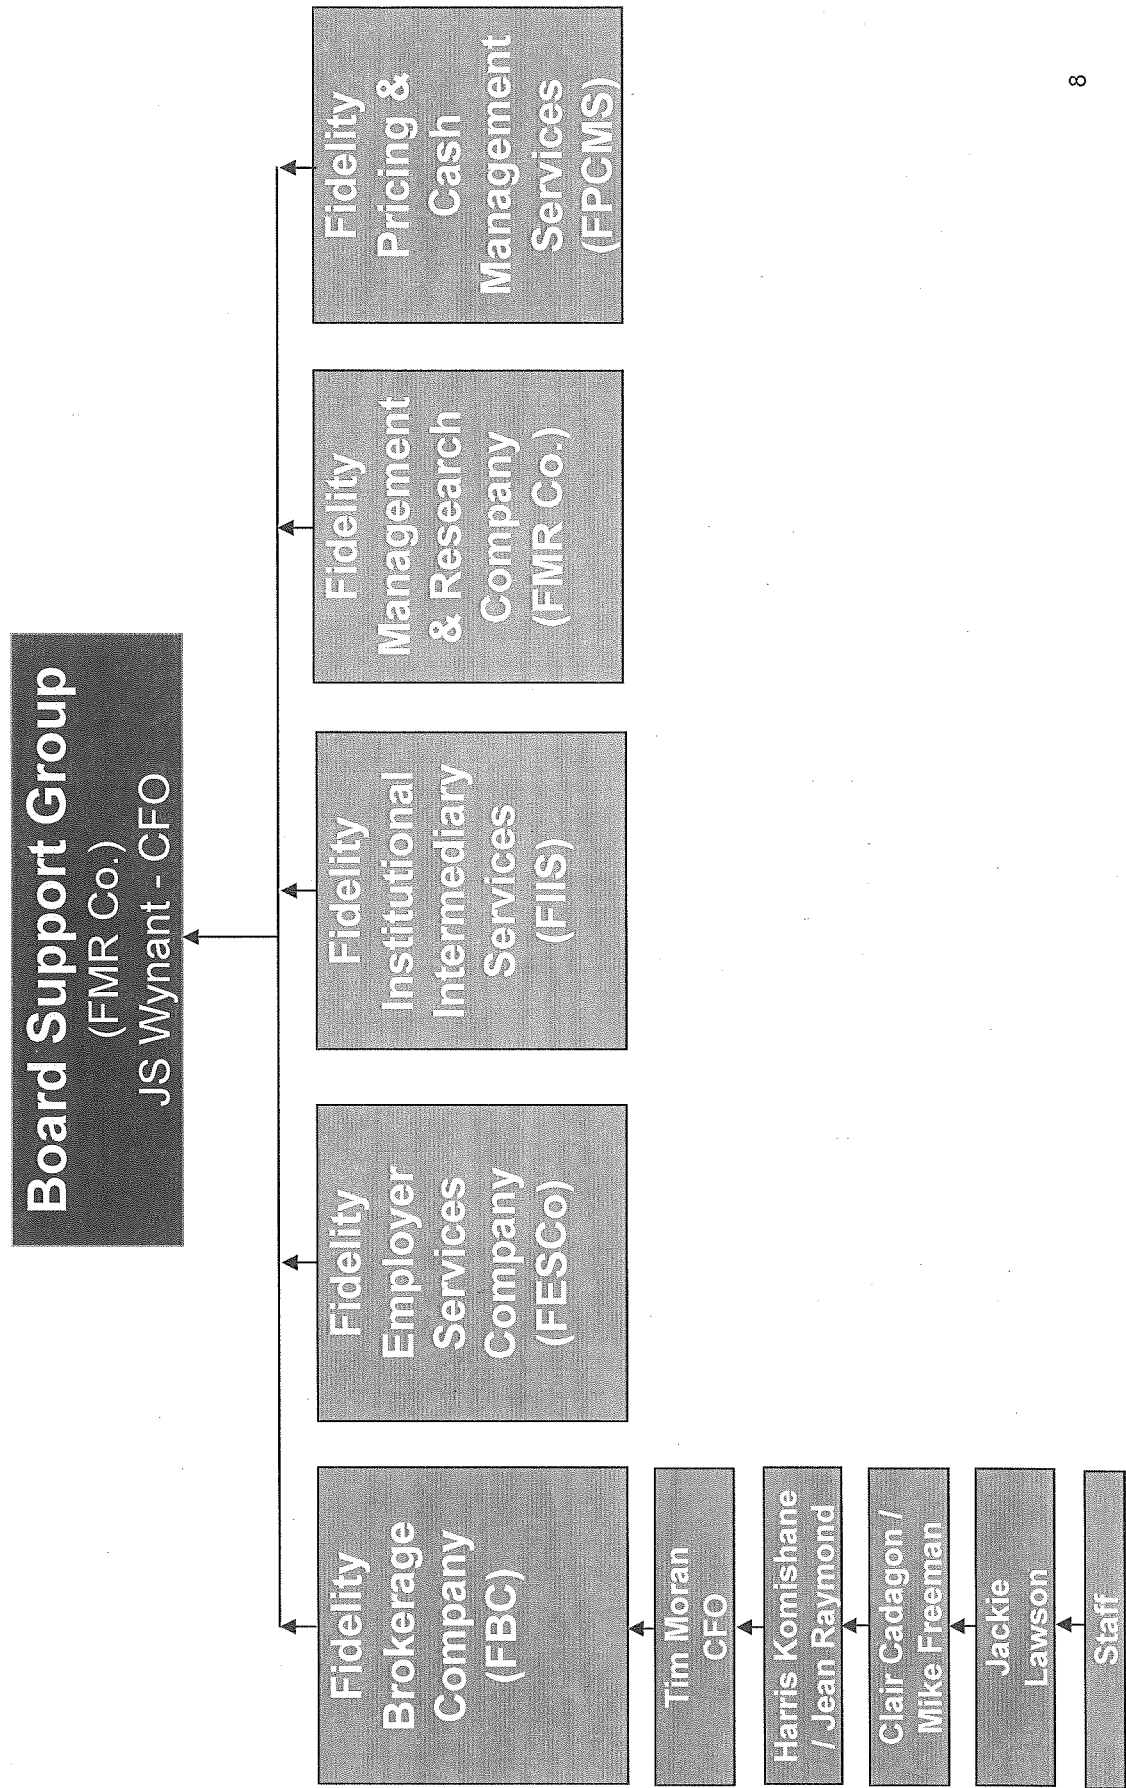 Board Support Group
(FMR Co.)
JS Wynant - CFO
Fidelity
Brokerage
Company
(FBC)
Tim Moran
CFO
Harris Komishane
/ Jean Raymond
Clair Cadagon /
Mike Freeman
Jackie
Lawson
Staff
Fidelity
Employer
Services
Company
(FESCo)
Fidelity
Institutional
Intermediary
Services
(FIIS)
Fidelity
Management
& Research
Company
(FMR Co.)
Fidelity
Pricing &
Cash
Management
Services
(FPCMS)
8